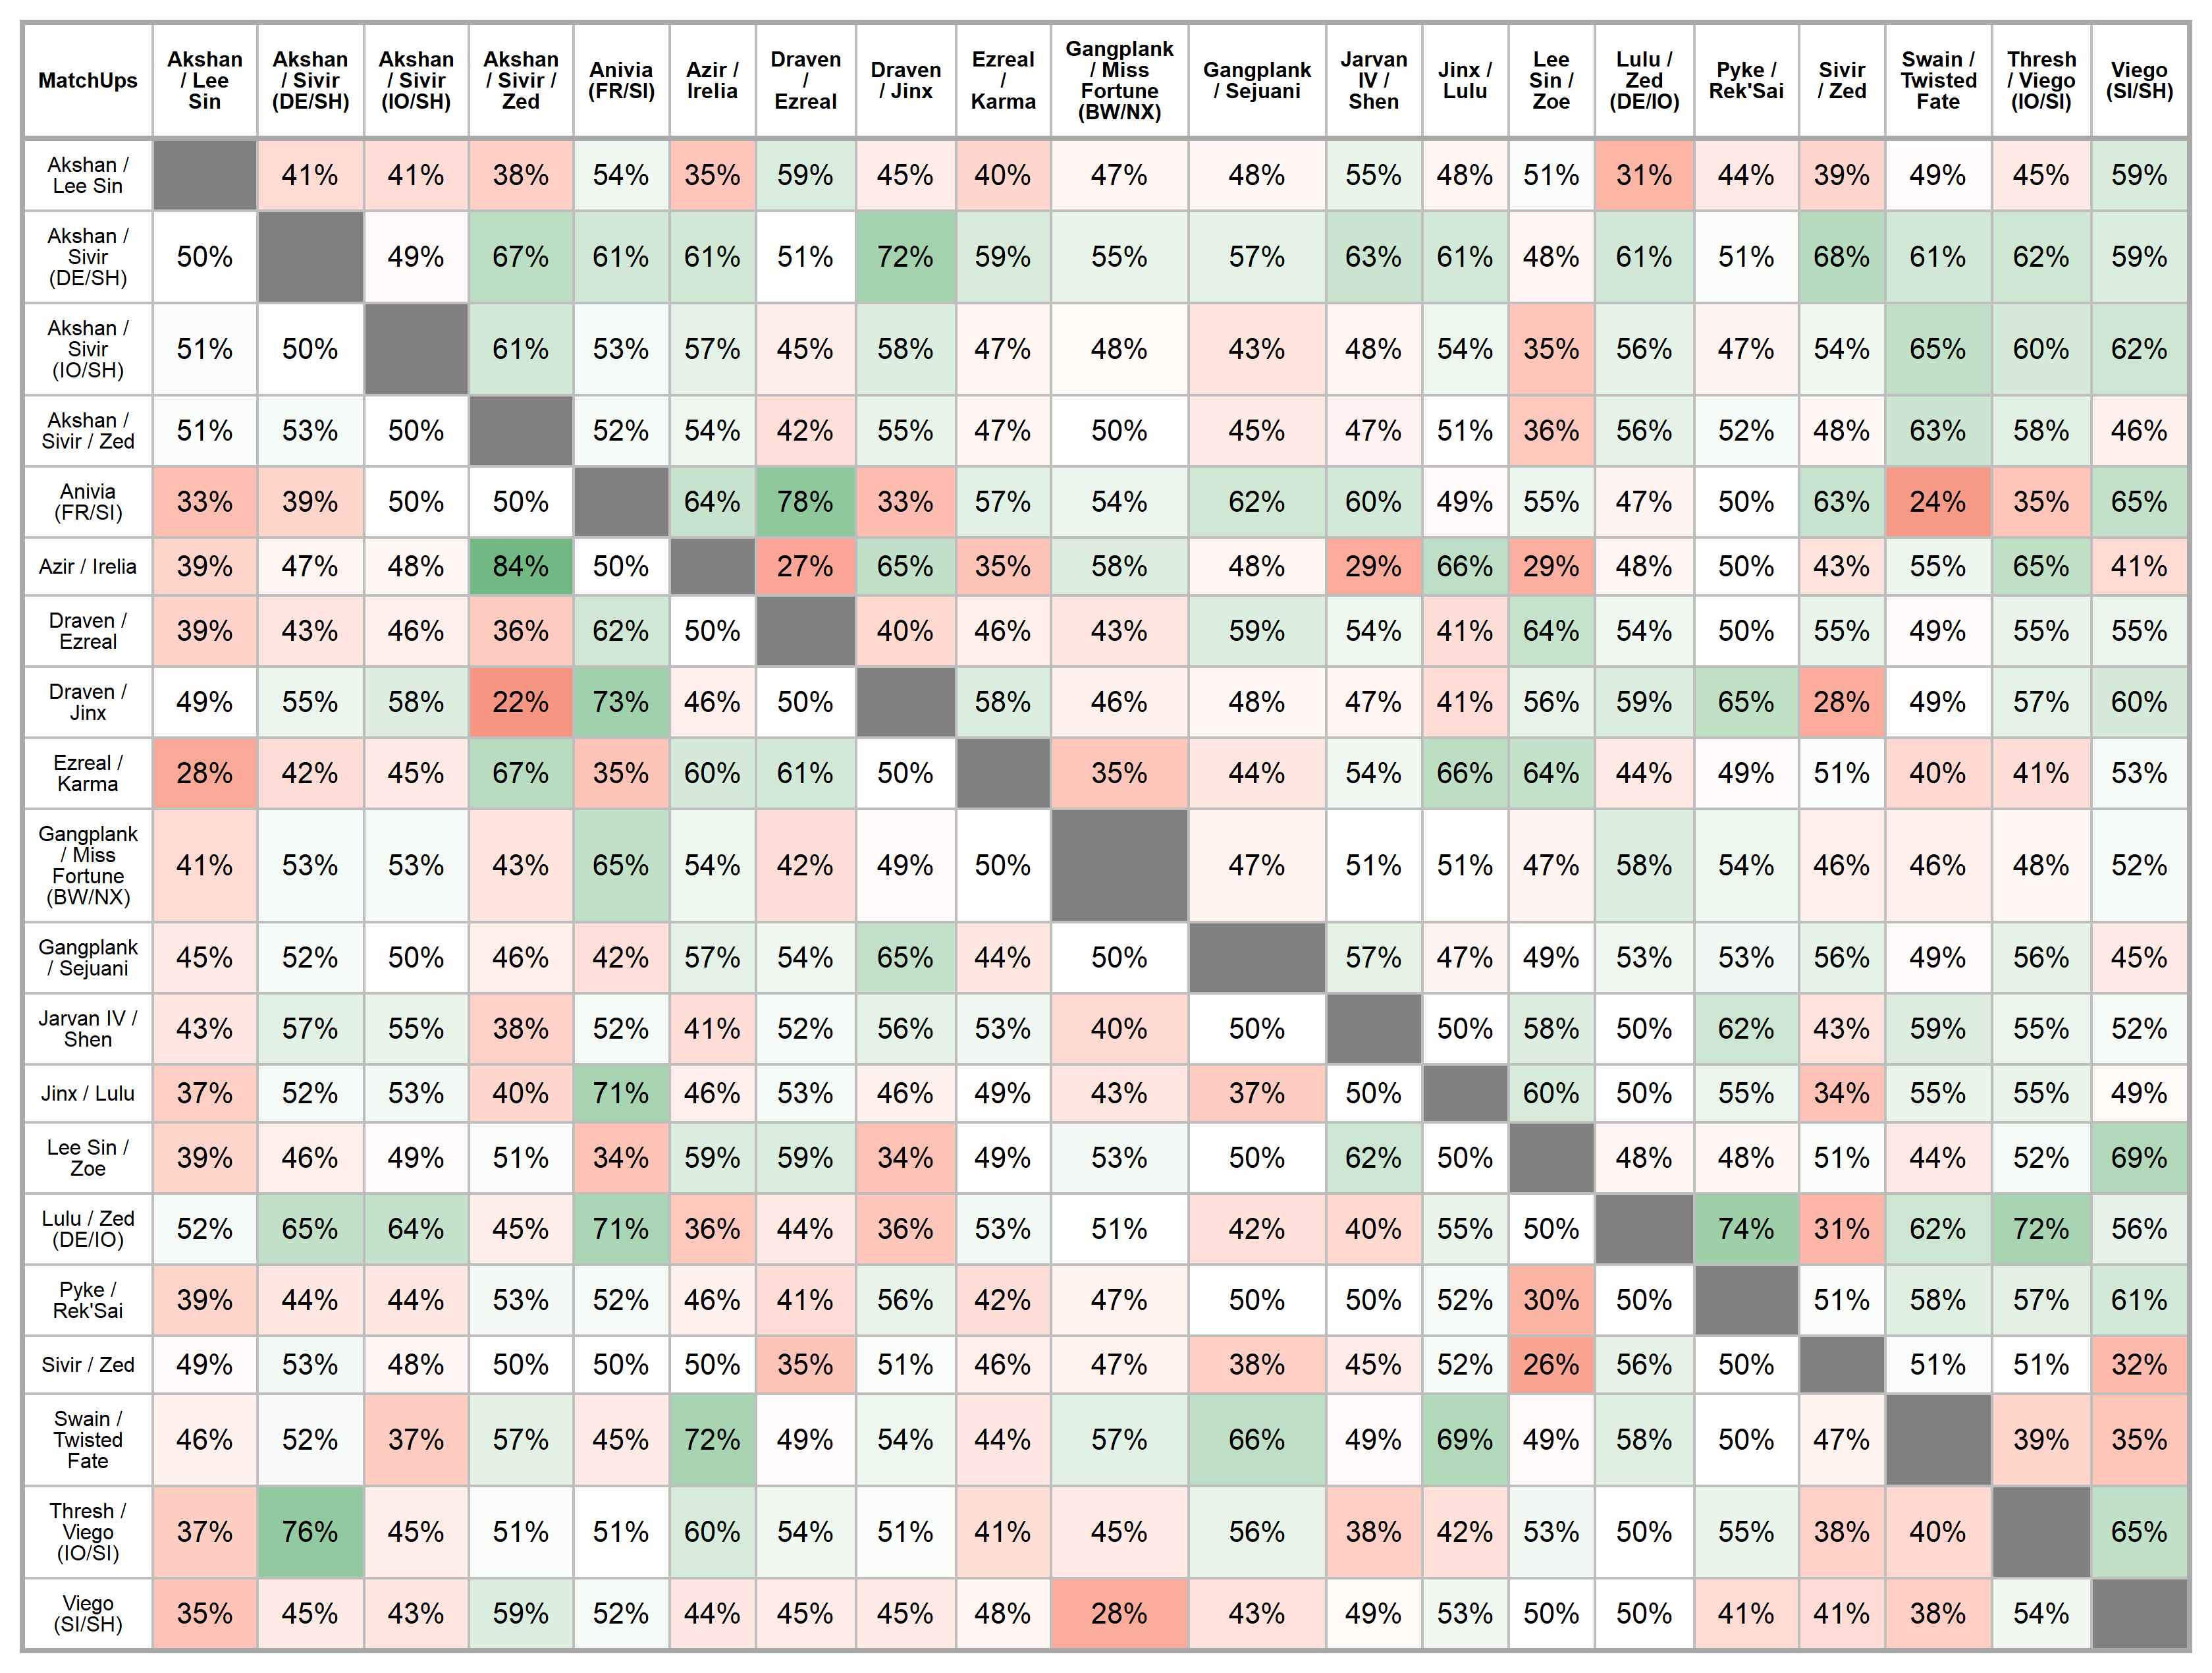 MatchUps Akshan / Lee Sin Akshan / Sivir (DE/SH) Akshan / Sivir (IO/SH) Akshan / Sivir / Zed Anivia (FR/SI) Azir / Irelia Draven / Ezreal Draven / Jinx Ezreal / Karma Gangplank / Miss Fortune (BW/NX) Gangplank / Sejuani Jarvan IV / Shen Jinx / Lulu Lee Sin / Zoe Lulu / Zed (DE/IO) Pyke / Rek'Sai Sivir / Zed Swain / Twisted Fate Thresh / Viego (IO/SI) Viego (SI/SH)
Akshan / Lee Sin 41% 41% 38% 54% 35% 59% 45% 40% 47% 48% 55% 48% 51% 31% 44% 39% 49% 45% 59%
Akshan / Sivir (DE/SH) 50% 49% 67% 61% 61% 51% 72% 59% 55% 57% 63% 61% 48% 61% 51% 68% 61% 62% 59%
Akshan / Sivir (IO/SH) 51% 50% 61% 53% 57% 45% 58% 47% 48% 43% 48% 54% 35% 56% 47% 54% 65% 60% 62%
Akshan / Sivir / Zed 51% 53% 50% 52% 54% 42% 55% 47% 50% 45% 47% 51% 36% 56% 52% 48% 63% 58% 46%
Anivia (FR/SI) 33% 39% 50% 50% 64% 78% 33% 57% 54% 62% 60% 49% 55% 47% 50% 63% 24% 35% 65%
Azir / Irelia 39% 47% 48% 84% 50% 27% 65% 35% 58% 48% 29% 66% 29% 48% 50% 43% 55% 65% 41%
Draven / Ezreal 39% 43% 46% 36% 62% 50% 40% 46% 43% 59% 54% 41% 64% 54% 50% 55% 49% 55% 55%
Draven / Jinx 49% 55% 58% 22% 73% 46% 50% 58% 46% 48% 47% 41% 56% 59% 65% 28% 49% 57% 60%
Ezreal / Karma 28% 42% 45% 67% 35% 60% 61% 50% 35% 44% 54% 66% 64% 44% 49% 51% 40% 41% 53%
Gangplank / Miss Fortune (BW/NX) 41% 53% 53% 43% 65% 54% 42% 49% 50% 47% 51% 51% 47% 58% 54% 46% 46% 48% 52%
Gangplank / Sejuani 45% 52% 50% 46% 42% 57% 54% 65% 44% 50% 57% 47% 49% 53% 53% 56% 49% 56% 45%
Jarvan IV / Shen 43% 57% 55% 38% 52% 41% 52% 56% 53% 40% 50% 50% 58% 50% 62% 43% 59% 55% 52%
Jinx / Lulu 37% 52% 53% 40% 71% 46% 53% 46% 49% 43% 37% 50% 60% 50% 55% 34% 55% 55% 49%
Lee Sin / Zoe 39% 46% 49% 51% 34% 59% 59% 34% 49% 53% 50% 62% 50% 48% 48% 51% 44% 52% 69%
Lulu / Zed (DE/IO) 52% 65% 64% 45% 71% 36% 44% 36% 53% 51% 42% 40% 55% 50% 74% 31% 62% 72% 56%
Pyke / Rek'Sai 39% 44% 44% 53% 52% 46% 41% 56% 42% 47% 50% 50% 52% 30% 50% 51% 58% 57% 61%
Sivir / Zed 49% 53% 48% 50% 50% 50% 35% 51% 46% 47% 38% 45% 52% 26% 56% 50% 51% 51% 32%
Swain / Twisted Fate 46% 52% 37% 57% 45% 72% 49% 54% 44% 57% 66% 49% 69% 49% 58% 50% 47% 39% 35%
Thresh / Viego (IO/SI) 37% 76% 45% 51% 51% 60% 54% 51% 41% 45% 56% 38% 42% 53% 50% 55% 38% 40% 65%
Viego (SI/SH) 35% 45% 43% 59% 52% 44% 45% 45% 48% 28% 43% 49% 53% 50% 50% 41% 41% 38% 54%